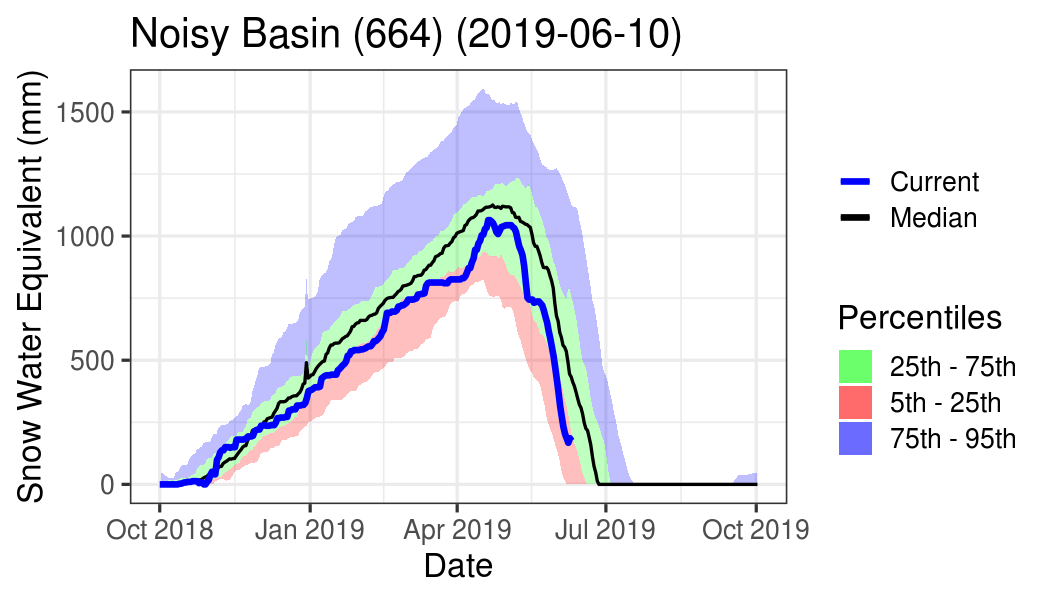 Noisy Basin (664) (2019-06-10)
Snow Water Equivalent (mm)
1500
1000
500
0
Oct 2018
Jan 2019
Apr 2019
Jul 2019
Oct 2019
Date
Current
Median
Percentiles
25th - 75th
5th - 25th
75th - 95th